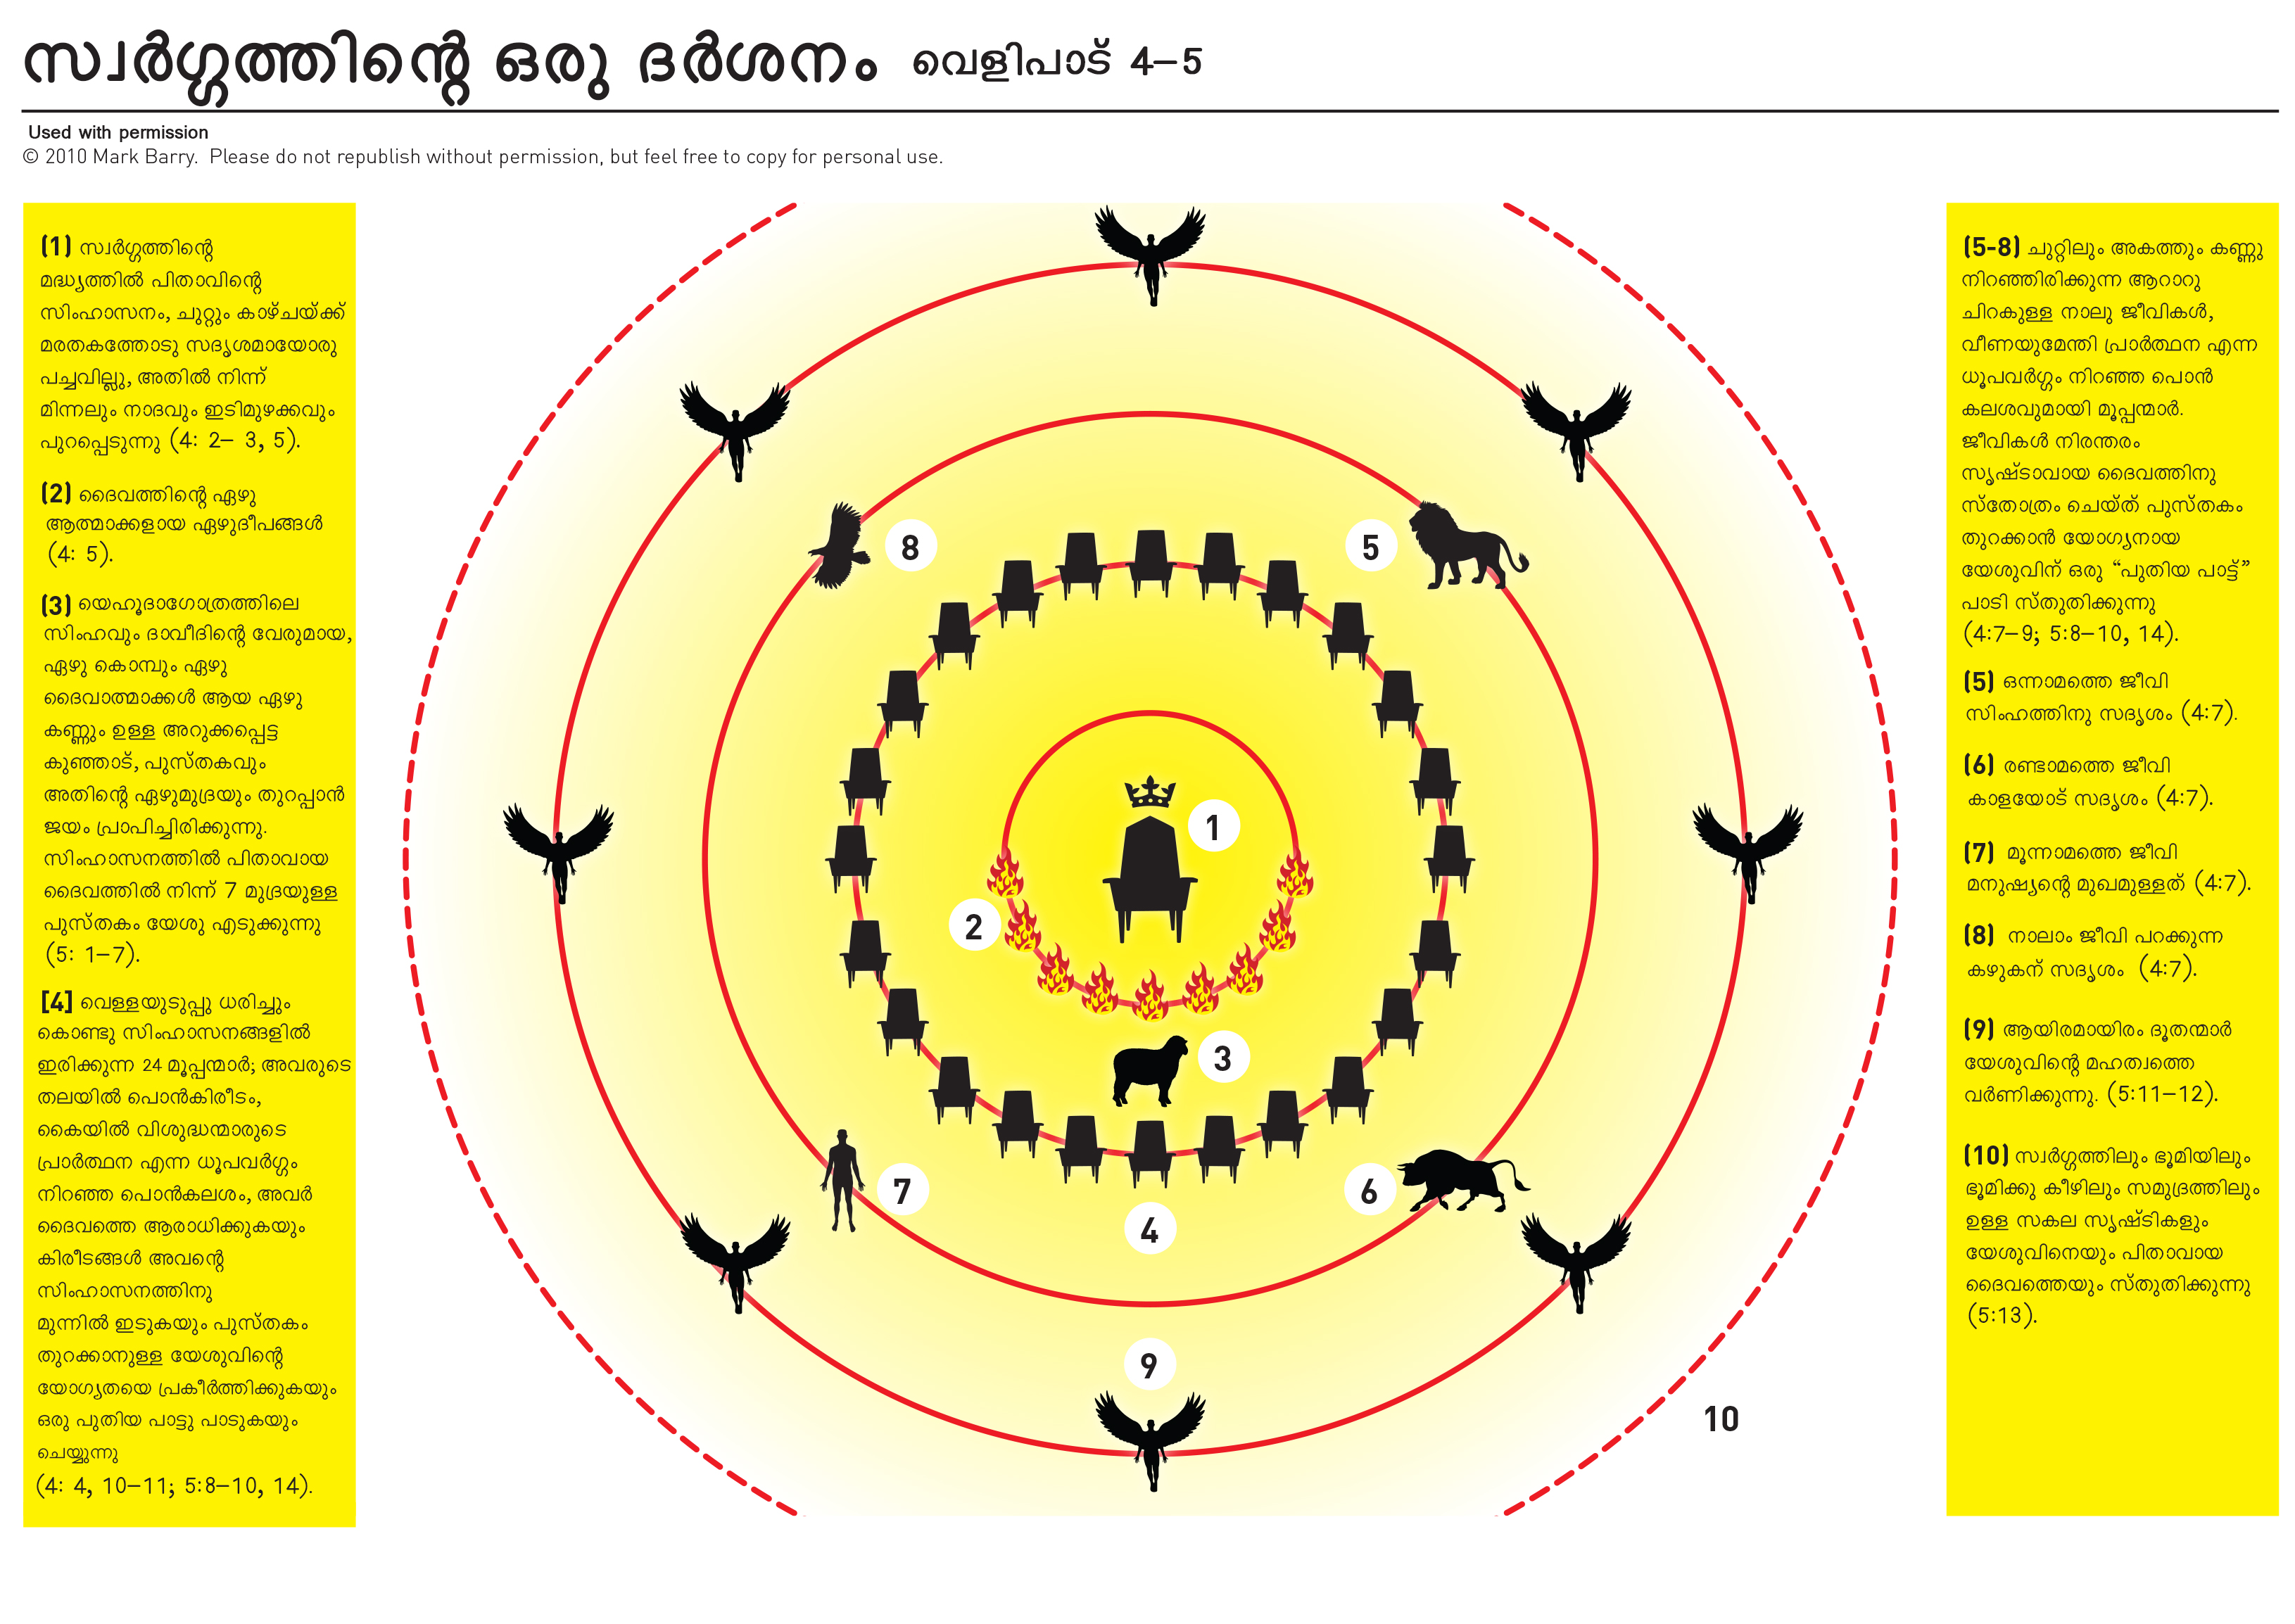 സ്വർഗ്ഗത്തിന്റെ ഒരു ദർശനം വെളിപാട് 4–5
Used with permission
© 2010 Mark Barry. Please do not republish without permission, but feel free to copy for personal use.
(1) സ്വർഗ്ഗത്തിന്റെ
മദ്ധ്യത്തിൽ പിതാവിന്റെ
സിംഹാസനം, ചുറ്റും കാഴ്ചയ്ക്ക്
മരതകത്തോടു സദൃശമായോരു
പച്ചവില്ലു, അതിൽ നിന്ന്
മിന്നലും നാദവും ഇടിമുഴക്കവും
പുറപ്പെടുന്നു (4: 2– 3, 5).
(2) ദൈവത്തിന്റെ ഏഴു
ആത്മാക്കളായ ഏഴുദീപങ്ങൾ
(4: 5).
(3) യെഹൂദാഗോത്രത്തിലെ
സിംഹവും ദാവീദിന്റെ വേരുമായ,
ഏഴു കൊമ്പും ഏഴു
ദൈവാത്മാക്കൾ ആയ ഏഴു
കണ്ണും ഉള്ള അറുക്കപ്പെട്ട
കുഞ്ഞാട്, പുസ്തകവും
അതിന്റെ ഏഴുമുദ്രയും തുറപ്പാൻ
ജയം പ്രാപിച്ചിരിക്കുന്നു.
സിംഹാസനത്തിൽ പിതാവായ
ദൈവത്തിൽ നിന്ന് 7 മുദ്രയുള്ള
പുസ്തകം യേശു എടുക്കുന്നു
(5: 1–7).
[4] വെള്ളയുടുപ്പു ധരിച്ചും
കൊണ്ടു സിംഹാസനങ്ങളിൽ
ഇരിക്കുന്ന 24 മൂപ്പന്മാർ; അവരുടെ
തലയിൽ പൊൻകിരീടം,
കൈയിൽ വിശുദ്ധന്മാരുടെ
പ്രാർത്ഥന എന്ന ധൂപവർഗ്ഗം
നിറഞ്ഞ പൊൻകലശം, അവർ
ദൈവത്തെ ആരാധിക്കുകയും
കിരീടങ്ങൾ അവന്റെ
സിംഹാസനത്തിനു
മുന്നിൽ ഇടുകയും പുസ്തകം
തുറക്കാനുള്ള യേശുവിന്റെ
യോഗ്യതയെ പ്രകീർത്തിക്കുകയും
ഒരു പുതിയ പാട്ടു പാടുകയും
ചെയ്യുന്നു
(4: 4, 10–11; 5:8–10, 14).
8
5
1
2
3
7
6
4
9
10
(5-8) ചുറ്റിലും അകത്തും കണ്ണു
നിറഞ്ഞിരിക്കുന്ന ആറാറു
ചിറകുള്ള നാലു ജീവികൾ,
വീണയുമേന്തി പ്രാർത്ഥന എന്ന
ധൂപവർഗ്ഗം നിറഞ്ഞ പൊൻ
കലശവുമായി മൂപ്പന്മാർ.
ജീവികൾ നിരന്തരം
സൃഷ്ടാവായ ദൈവത്തിനു
സ്തോത്രം ചെയ്ത് പുസ്തകം
തുറക്കാൻ യോഗ്യനായ
യേശുവിന് ഒരു “പുതിയ പാട്ട്”
പാടി സ്തുതിക്കുന്നു
(4:7–9; 5:8–10, 14).
(5) ഒന്നാമത്തെ ജീവി
സിംഹത്തിനു സദൃശം (4:7).
(6) രണ്ടാമത്തെ ജീവി
കാളയോട് സദൃശം (4:7).
(7) മൂന്നാമത്തെ ജീവി
മനുഷ്യന്റെ മുഖമുള്ളത് (4:7).
(8) നാലാം ജീവി പറക്കുന്ന
കഴുകന് സദൃശം (4:7).
(9) ആയിരമായിരം ദൂതന്മാർ
യേശുവിന്റെ മഹത്വത്തെ
വർണിക്കുന്നു. (5:11–12).
(10) സ്വർഗ്ഗത്തിലും ഭൂമിയിലും
ഭൂമിക്കു കീഴിലും സമുദ്രത്തിലും
ഉള്ള സകല സൃഷ്ടികളും
യേശുവിനെയും പിതാവായ
ദൈവത്തെയും സ്തുതിക്കുന്നു
(5:13).